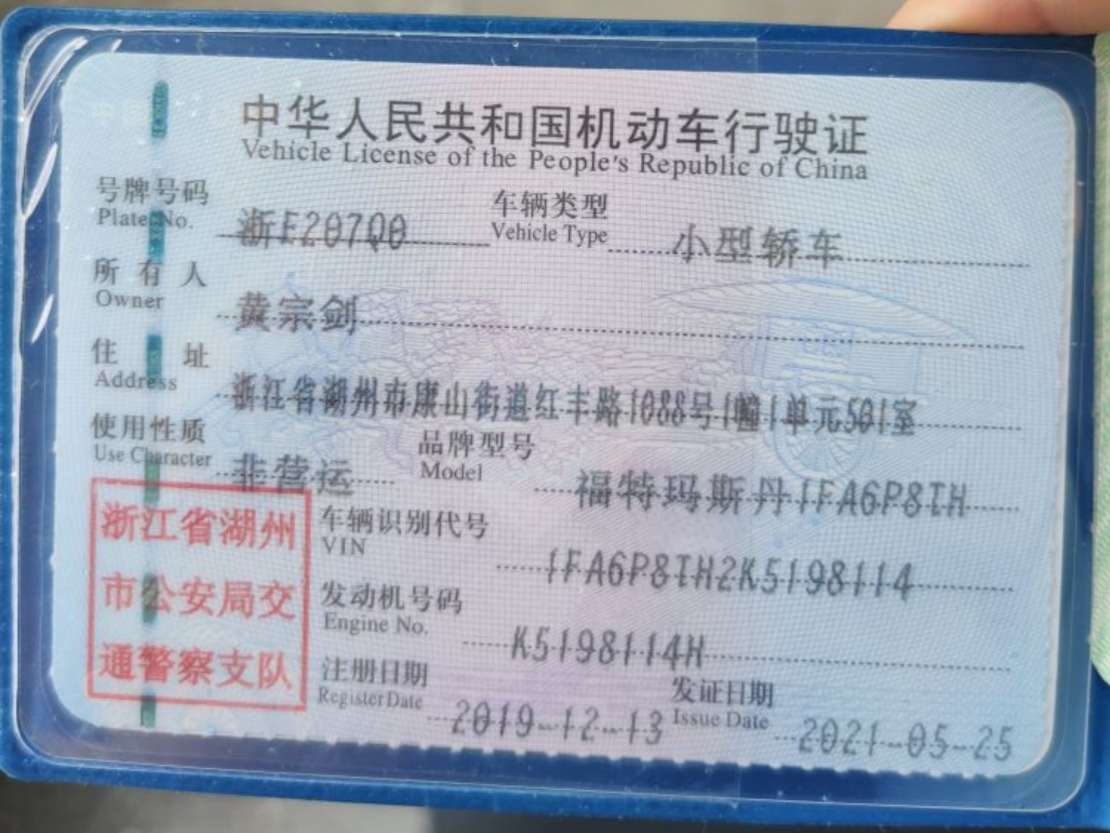 中华人民共和国机动车行驶证
Vehicle License of the People's Republic of China
号牌号码 浙E207Q0 车辆类型 小型轿车
Plate No. Vehicle Type
所有人 黄宗剑
Owner
住址 浙江省湖州市康山街道红丰路1088号1幢1单元501室
Address
使用性质 非营运 品牌型号 福特玛斯丹1FA6P8TH
Use Character Model
浙江省湖州
市公安局交
通警察支队
车辆识别代号 1FA6P8TH2K5198114
VIN
发动机号码 K5198114H
Engine No.
注册日期 2019-12-13 发证日期 2021-05-25
Register Date Issue Date